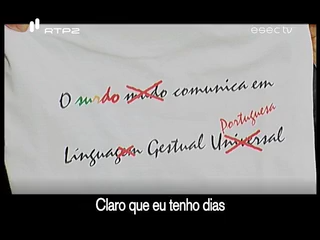 RTP2 esec tv
O surdo mudo comunica em
Portuguesa
Linguagem Gestual Universal
Claro que eu tenho dias